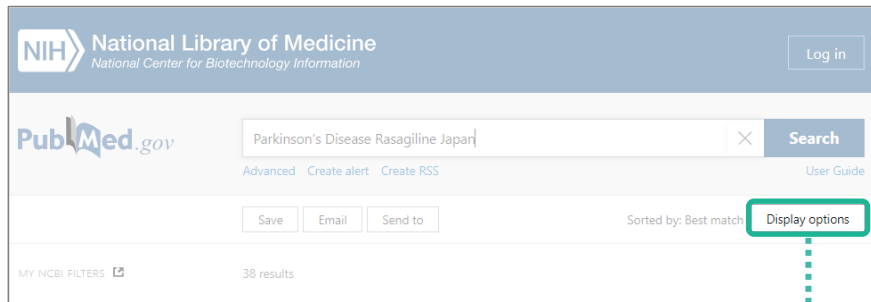 NIH National Library of Medicine
National Center for Biotechnology Information
Log in
PubMed.gov
Parkinson's Disease Rasagiline Japan
Search
Advanced Create alert Create RSS
User Guide
Save Email Send to
Sorted by: Best match Display options
MY NCBI FILTERS
38 results